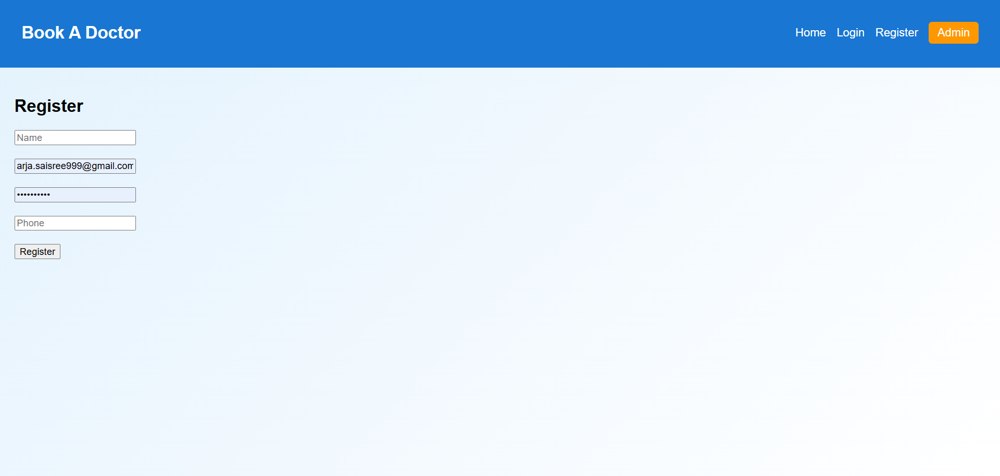 Book A Doctor
Home Login Register Admin
Register
Name
arja.saisree999@gmail.com
••••••••••
Phone
Register